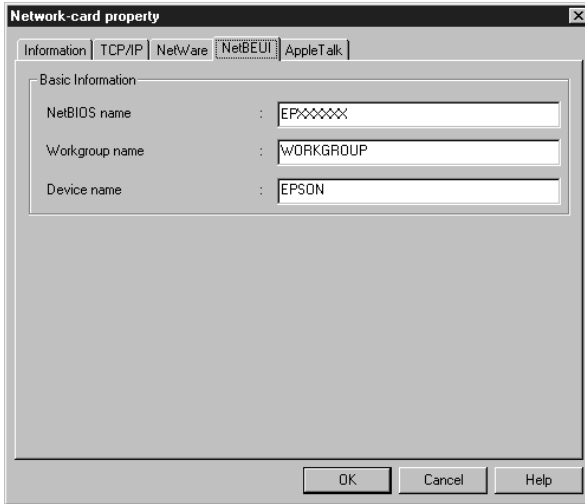 Network-card property
Information TCP/IP NetWare NetBEUI AppleTalk
Basic Information
NetBIOS name : EPXXXXXX
Workgroup name : WORKGROUP
Device name : EPSON
OK Cancel Help